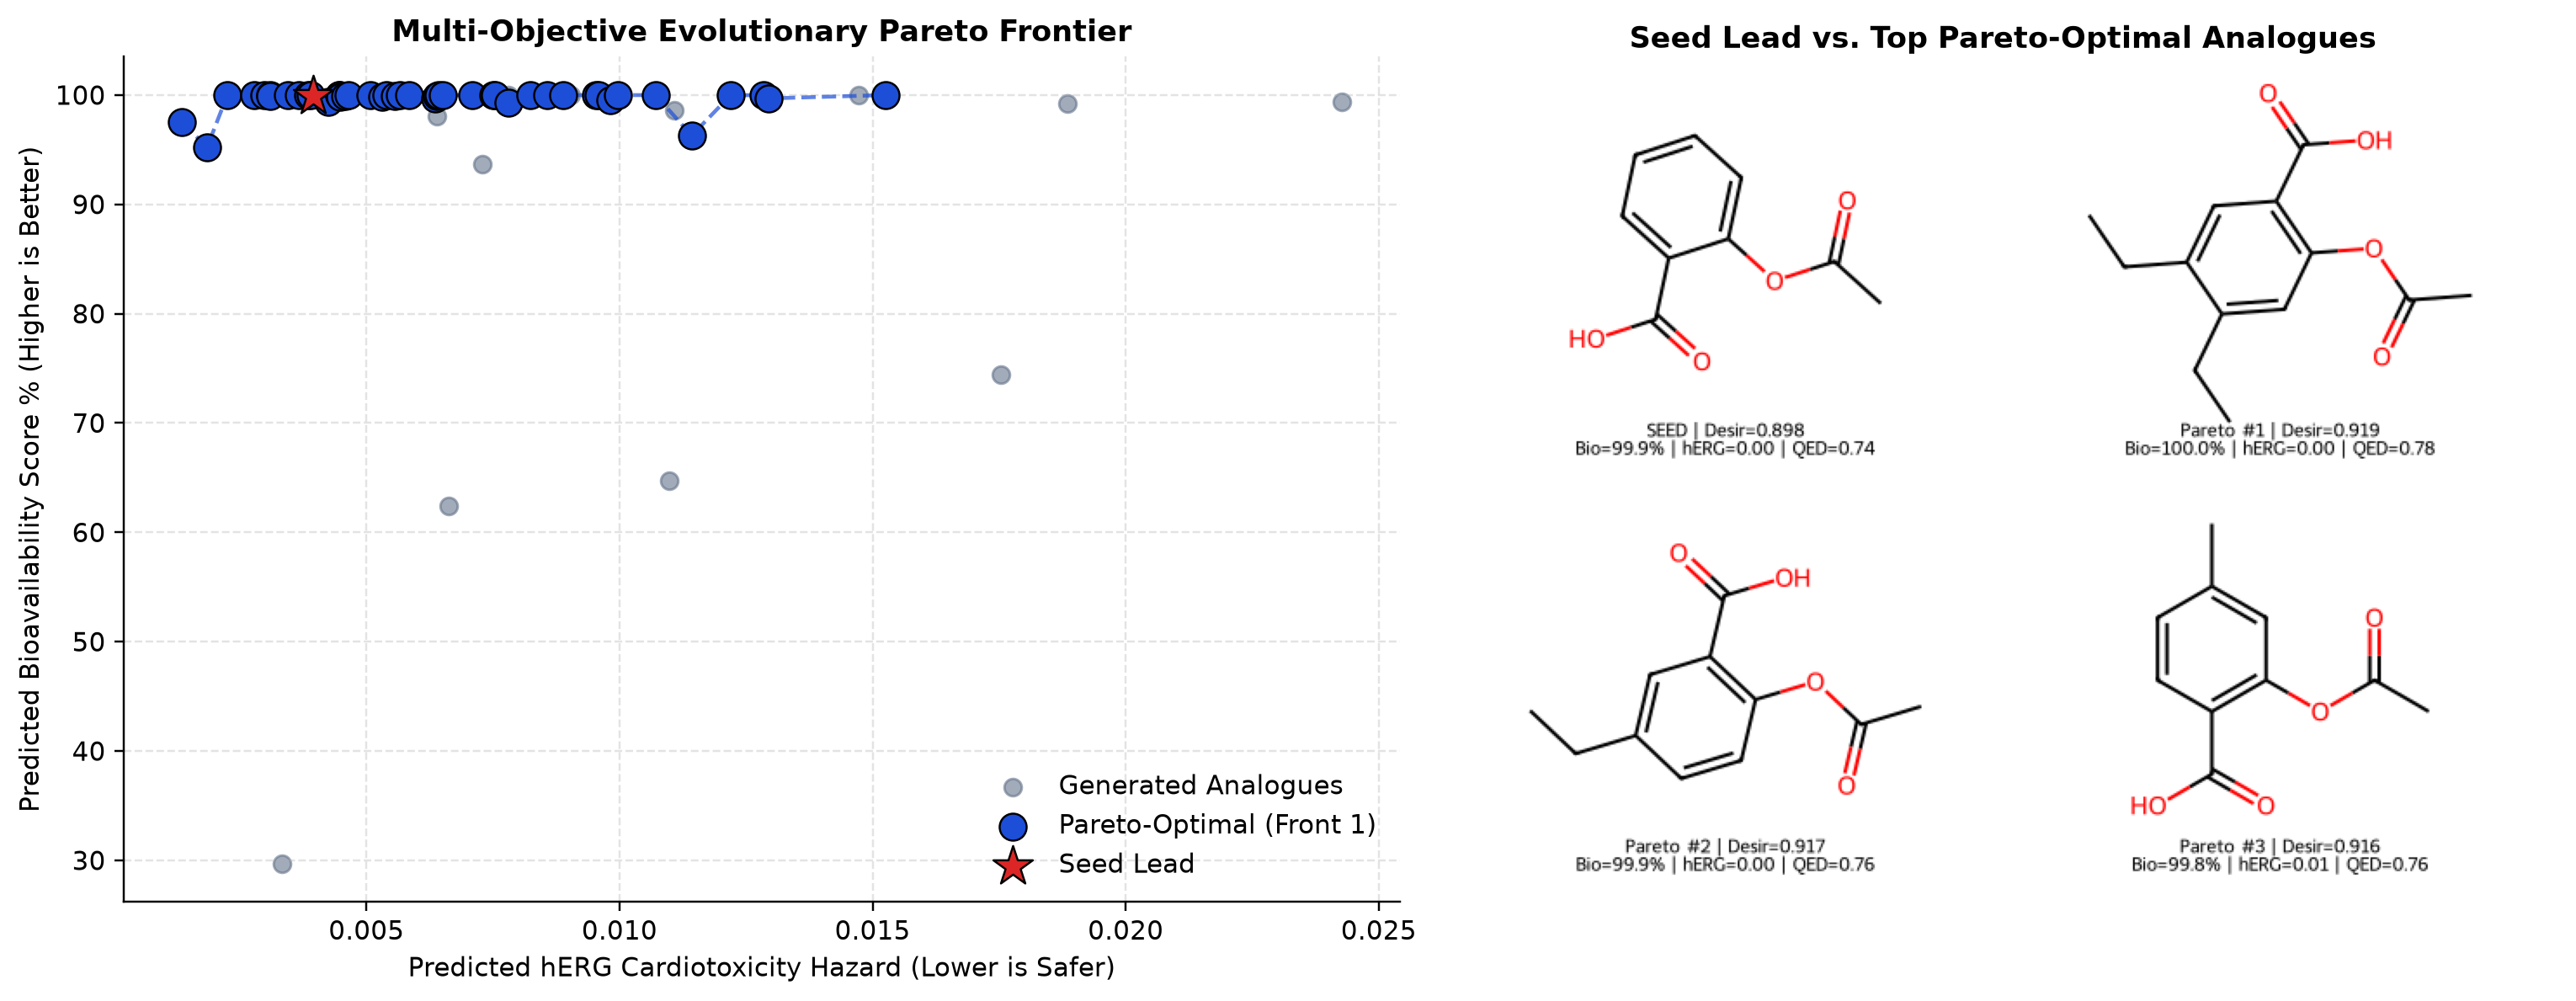 Multi-Objective Evolutionary Pareto Frontier
Predicted Bioavailability Score % (Higher is Better)
100
90
80
70
60
50
40
30
0.005
0.010
0.015
0.020
0.025
Predicted hERG Cardiotoxicity Hazard (Lower is Safer)
Generated Analogues
Pareto-Optimal (Front 1)
Seed Lead
Seed Lead vs. Top Pareto-Optimal Analogues
O
O
HO
O
SEED | Desir=0.898
Bio=99.9% | hERG=0.00 | QED=0.74
O
OH
O
O
Pareto #1 | Desir=0.919
Bio=100.0% | hERG=0.00 | QED=0.78
O
OH
O
O
Pareto #2 | Desir=0.917
Bio=99.9% | hERG=0.00 | QED=0.76
O
O
HO
O
Pareto #3 | Desir=0.916
Bio=99.8% | hERG=0.01 | QED=0.76